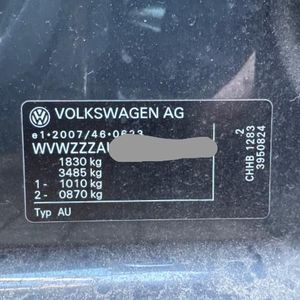 VOLKSWAGEN AG
e1*2007/46*0623
WVWZZZAU
1830 kg
3485 kg
1- 1010 kg
2- 0870 kg
Typ AU
2
CHHB 1283
3950824